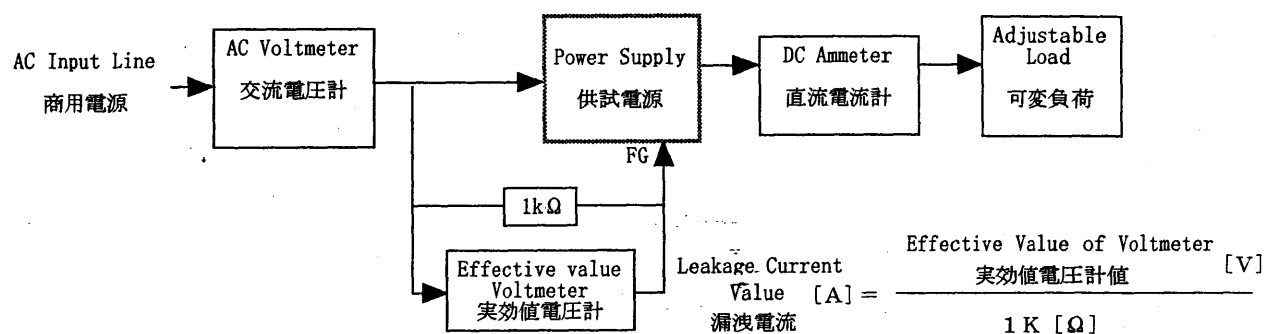 AC Input Line
商用電源
AC Voltmeter
交流電圧計
Power Supply
供試電源
DC Ammeter
直流電流計
Adjustable
Load
可変負荷
FG
1kΩ
Effective value
Voltmeter
実効値電圧計
Leakage Current
Value [A] =
漏洩電流
Effective Value of Voltmeter
実効値電圧計値 [V]
1K [Ω]